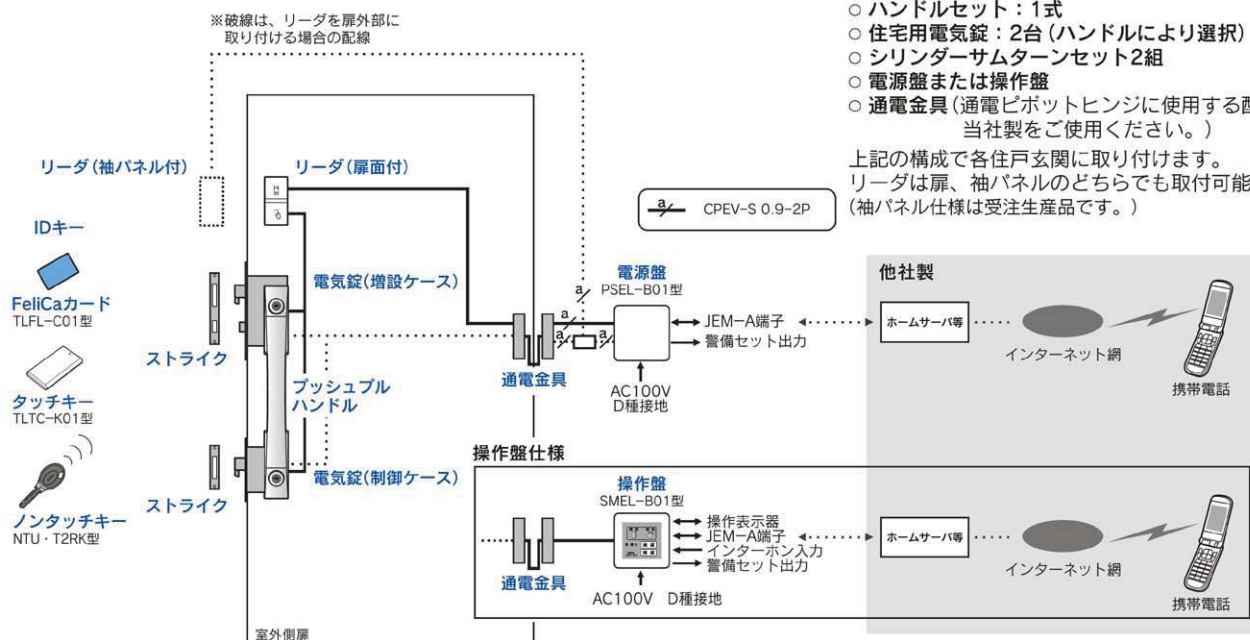 ※破線は、リーダを扉外部に
取り付ける場合の配線
○ ハンドルセット：1式
○ 住宅用電気錠：2台(ハンドルにより選択)
○ シリンダーサムターンセット2組
○ 電源盤または操作盤
○ 通電金具(通電ピボットヒンジに使用する配
当社製をご使用ください。)
上記の構成で各住戸玄関に取り付けます。
リーダは扉、袖パネルのどちらでも取付可能
(袖パネル仕様は受注生産品です。)
リーダ(袖パネル付)
リーダ(扉面付)
a CPEV-S 0.9-2P
IDキー
FeliCaカード
TLFL-C01型
タッチキー
TLTC-K01型
ノンタッチキー
NTU・T2RK型
ストライク
ストライク
電気錠(増設ケース)
プッシュプル
ハンドル
電気錠(制御ケース)
室外側扉
通電金具
a
a
a
a
電源盤
PSEL-B01型
JEM-A端子
警備セット出力
AC100V
D種接地
他社製
ホームサーバ等
インターネット網
携帯電話
操作盤仕様
操作盤
SMEL-B01型
操作表示器
JEM-A端子
インターホン入力
警備セット出力
通電金具
AC100V D種接地
ホームサーバ等
インターネット網
携帯電話